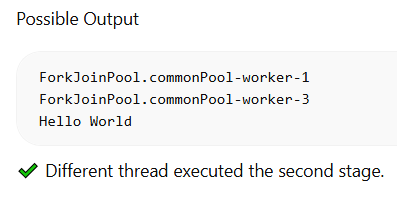 Possible Output
ForkJoinPool.commonPool-worker-1
ForkJoinPool.commonPool-worker-3
Hello World
✔ Different thread executed the second stage.